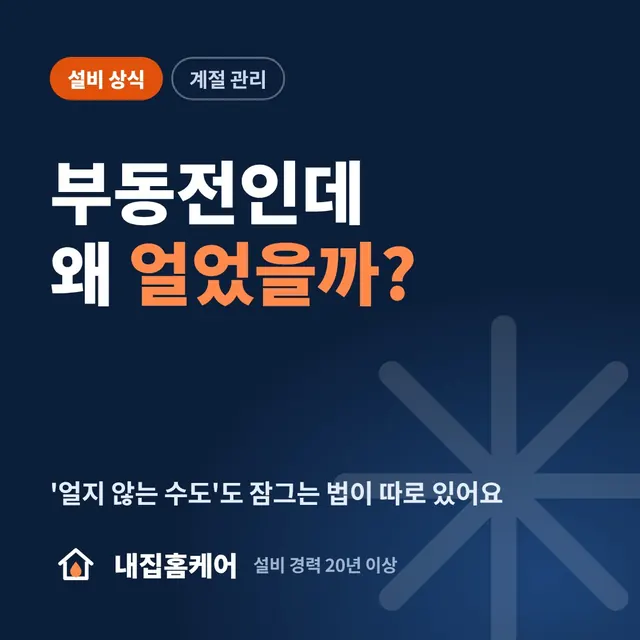 설비 상식
계절 관리
부동전인데
왜 얼었을까?
'얼지 않는 수도'도 잠그는 법이 따로 있어요
내집홈케어 설비 경력 20년 이상